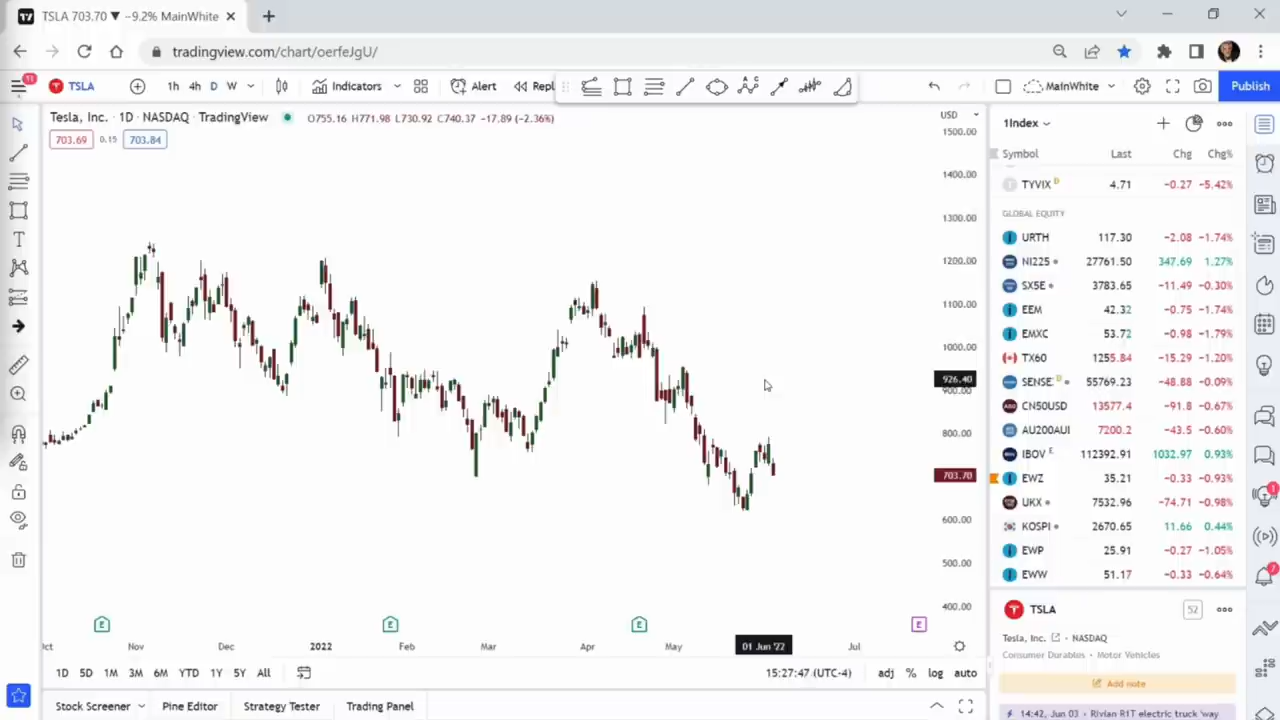 TSLA 703.70 ▼ −9.2% MainWhite
tradingview.com/chart/oerfeJgU/
11
TSLA
1h 4h D W
Indicators
Alert
Repl
MainWhite
Publish
Tesla, Inc. · 1D · NASDAQ · TradingView
O755.16 H771.98 L730.92 C740.37 −17.89 (−2.36%)
703.69 0.15 703.84
USD
1500.00
1400.00
1300.00
1200.00
1100.00
1000.00
926.40
900.00
800.00
703.70
600.00
500.00
400.00
E E E E
Oct Nov Dec 2022 Feb Mar Apr May 01 Jun '22 Jul
1D 5D 1M 3M 6M YTD 1Y 5Y All
15:27:47 (UTC-4)
adj % log auto
Stock Screener Pine Editor Strategy Tester Trading Panel
1Index
Symbol Last Chg Chg%
TYVIX D 4.71 −0.27 −5.42%
GLOBAL EQUITY
URTH 117.30 −2.08 −1.74%
NI225 27761.50 347.69 1.27%
SX5E 3783.65 −11.49 −0.30%
EEM 42.32 −0.75 −1.74%
EMXC 53.72 −0.98 −1.79%
TX60 1255.84 −15.29 −1.20%
SENSE D 55769.23 −48.88 −0.09%
CN50USD 13577.4 −91.8 −0.67%
AU200AUI 7200.2 −43.5 −0.60%
IBOV E 112392.91 1032.97 0.93%
EWZ 35.21 −0.33 −0.93%
UKX 7532.96 −74.71 −0.98%
KOSPI 2670.65 11.66 0.44%
EWP 25.91 −0.27 −1.05%
EWW 51.17 −0.33 −0.64%
TSLA 52
Tesla, Inc. · NASDAQ
Consumer Durables · Motor Vehicles
Add note
14:42, Jun 03 · Rivian R1T electric truck 'way
1
7